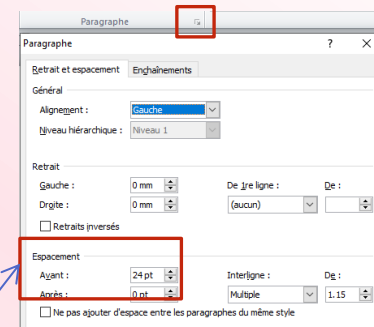 Paragraphe
Paragraphe ? X
Retrait et espacement Enchaînements
Général
Alignement : Gauche
Niveau hiérarchique : Niveau 1
Retrait
Gauche : 0 mm De 1re ligne : De :
Droite : 0 mm (aucun)
Retraits inversés
Espacement
Avant : 24 pt Interligne : De :
Après : 0 pt Multiple 1.15
Ne pas ajouter d'espace entre les paragraphes du même style